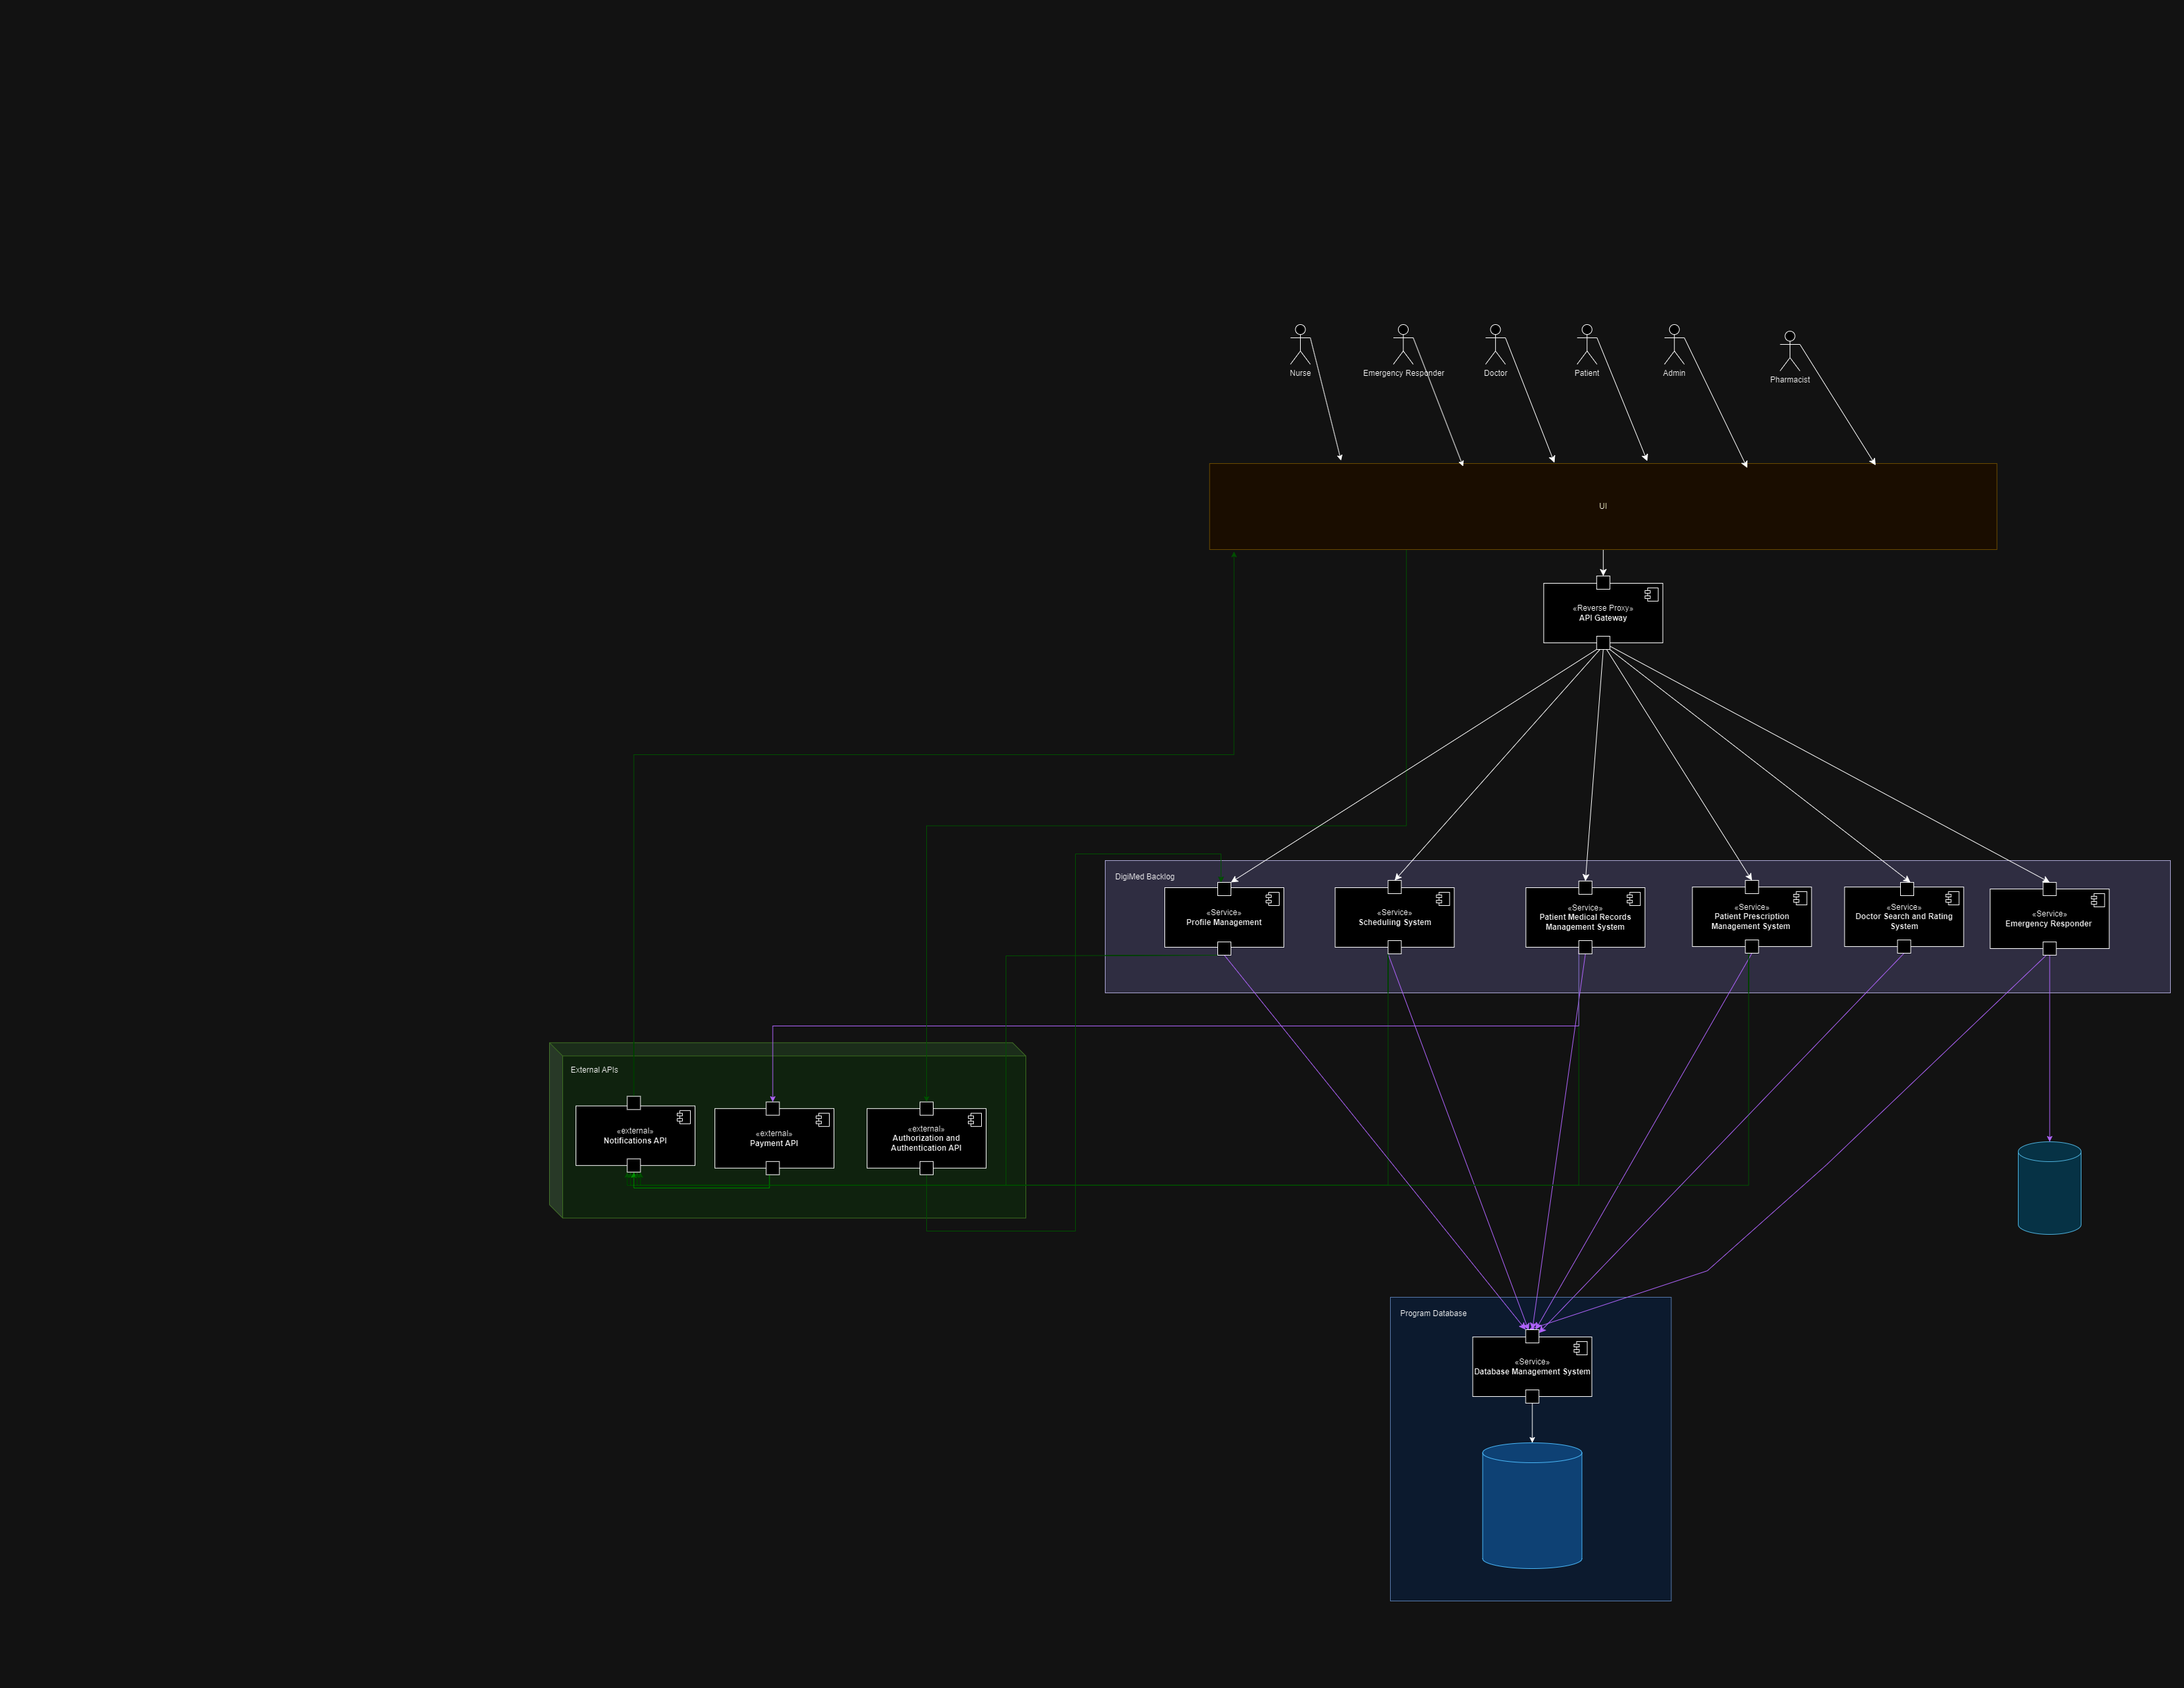 Nurse
Emergency Responder
Doctor
Patient
Admin
Pharmacist
UI
«Reverse Proxy»
API Gateway
DigiMed Backlog
«Service»
Profile Management
«Service»
Scheduling System
«Service»
Patient Medical Records
Management System
«Service»
Patient Prescription
Management System
«Service»
Doctor Search and Rating
System
«Service»
Emergency Responder
External APIs
«external»
Notifications API
«external»
Payment API
«external»
Authorization and
Authentication API
Program Database
«Service»
Database Management System